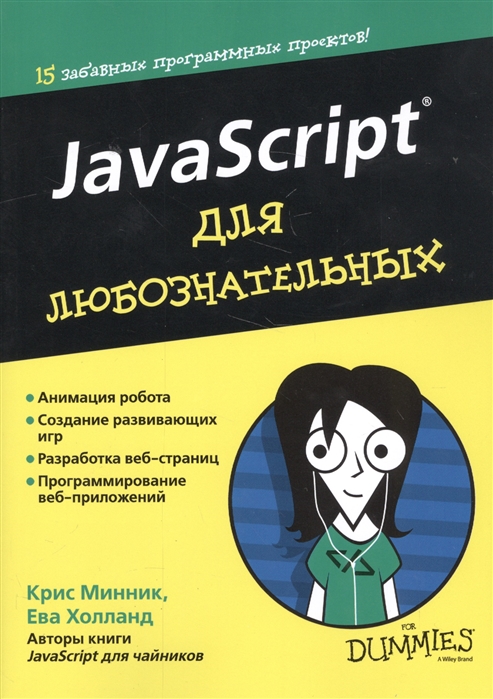 15 забавных программных проектов!
JavaScript®
для
любознательных
• Анимация робота
• Создание развивающих
игр
• Разработка веб-страниц
• Программирование
веб-приложений
</>
Крис Минник,
Ева Холланд
Авторы книги
JavaScript для чайников
FOR
DUMMIES®
A Wiley Brand